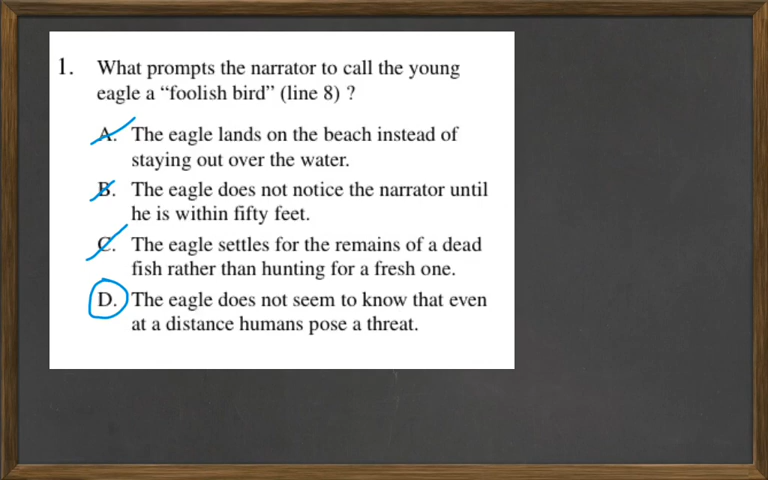 1. What prompts the narrator to call the young
eagle a “foolish bird” (line 8) ?
A. The eagle lands on the beach instead of
staying out over the water.
B. The eagle does not notice the narrator until
he is within fifty feet.
C. The eagle settles for the remains of a dead
fish rather than hunting for a fresh one.
D. The eagle does not seem to know that even
at a distance humans pose a threat.